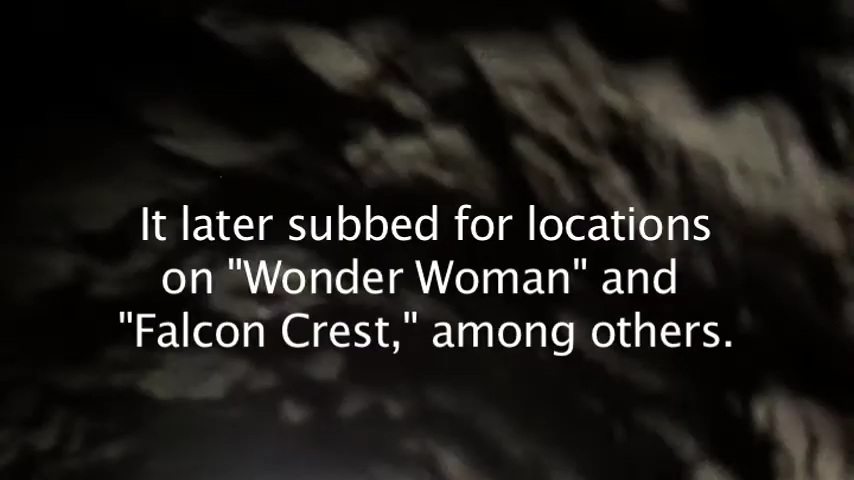 It later subbed for locations
on "Wonder Woman" and
"Falcon Crest," among others.